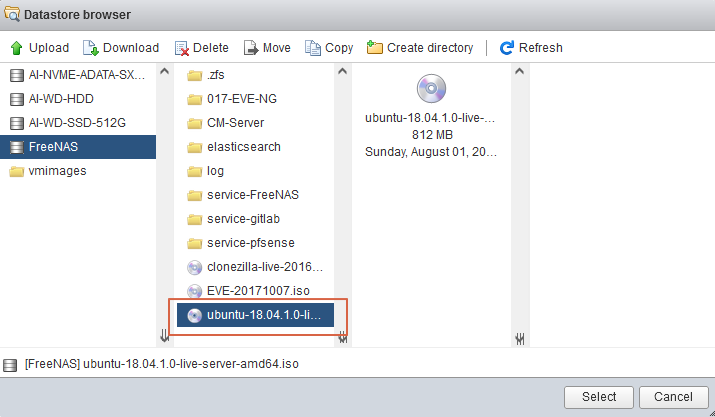 Datastore browser
Upload Download Delete Move Copy Create directory Refresh
AI-NVME-ADATA-SX...
AI-WD-HDD
AI-WD-SSD-512G
FreeNAS
vmimages
.zfs
017-EVE-NG
CM-Server
elasticsearch
log
service-FreeNAS
service-gitlab
service-pfsense
clonezilla-live-2016...
EVE-20171007.iso
ubuntu-18.04.1.0-li...
ubuntu-18.04.1.0-live-...
812 MB
Sunday, August 01, 20...
[FreeNAS] ubuntu-18.04.1.0-live-server-amd64.iso
Select Cancel